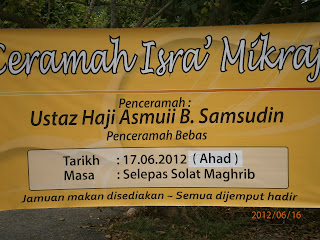 Ceramah Isra' Mikraj
Penceramah :
Ustaz Haji Asmuii B. Samsudin
Penceramah Bebas
Tarikh : 17.06.2012 (Ahad)
Masa : Selepas Solat Maghrib
Jamuan makan disediakan – Semua dijemput hadir
2012/06/16